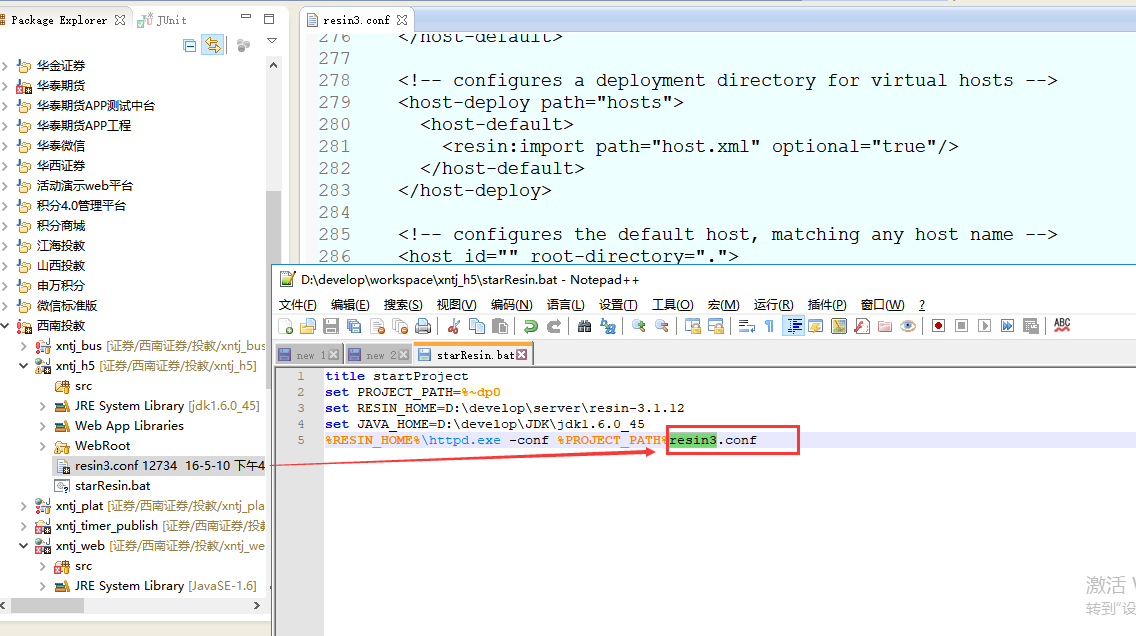 Package Explorer
JUnit
华金证券
华泰期货
华泰期货APP测试中台
华泰期货APP工程
华泰微信
华西证券
活动演示web平台
积分4.0管理平台
积分商城
江海投教
山西投教
申万积分
微信标准版
西南投教
xntj_bus [证券/西南证券/投教/xntj_bus
xntj_h5 [证券/西南证券/投教/xntj_h5]
src
JRE System Library [jdk1.6.0_45]
Web App Libraries
WebRoot
resin3.conf 12734 16-5-10 下午4
starResin.bat
xntj_plat [证券/西南证券/投教/xntj_pla
xntj_timer_publish [证券/西南证券/投教
xntj_web [证券/西南证券/投教/xntj_we
src
JRE System Library [JavaSE-1.6]
resin3.conf
276 </host-default>
277
278 <!-- configures a deployment directory for virtual hosts -->
279 <host-deploy path="hosts">
280 <host-default>
281 <resin:import path="host.xml" optional="true"/>
282 </host-default>
283 </host-deploy>
284
285 <!-- configures the default host, matching any host name -->
286 <host id="" root-directory=".">
D:\develop\workspace\xntj_h5\starResin.bat - Notepad++
文件(F) 编辑(E) 搜索(S) 视图(V) 编码(N) 语言(L) 设置(T) 工具(O) 宏(M) 运行(R) 插件(P) 窗口(W) ?
ABC
new 1 new 2 starResin.bat
1 title startProject
2 set PROJECT_PATH=%~dp0
3 set RESIN_HOME=D:\develop\server\resin-3.1.12
4 set JAVA_HOME=D:\develop\JDK\jdk1.6.0_45
5 %RESIN_HOME%\httpd.exe -conf %PROJECT_PATH%resin3.conf
激活 W
转到"设